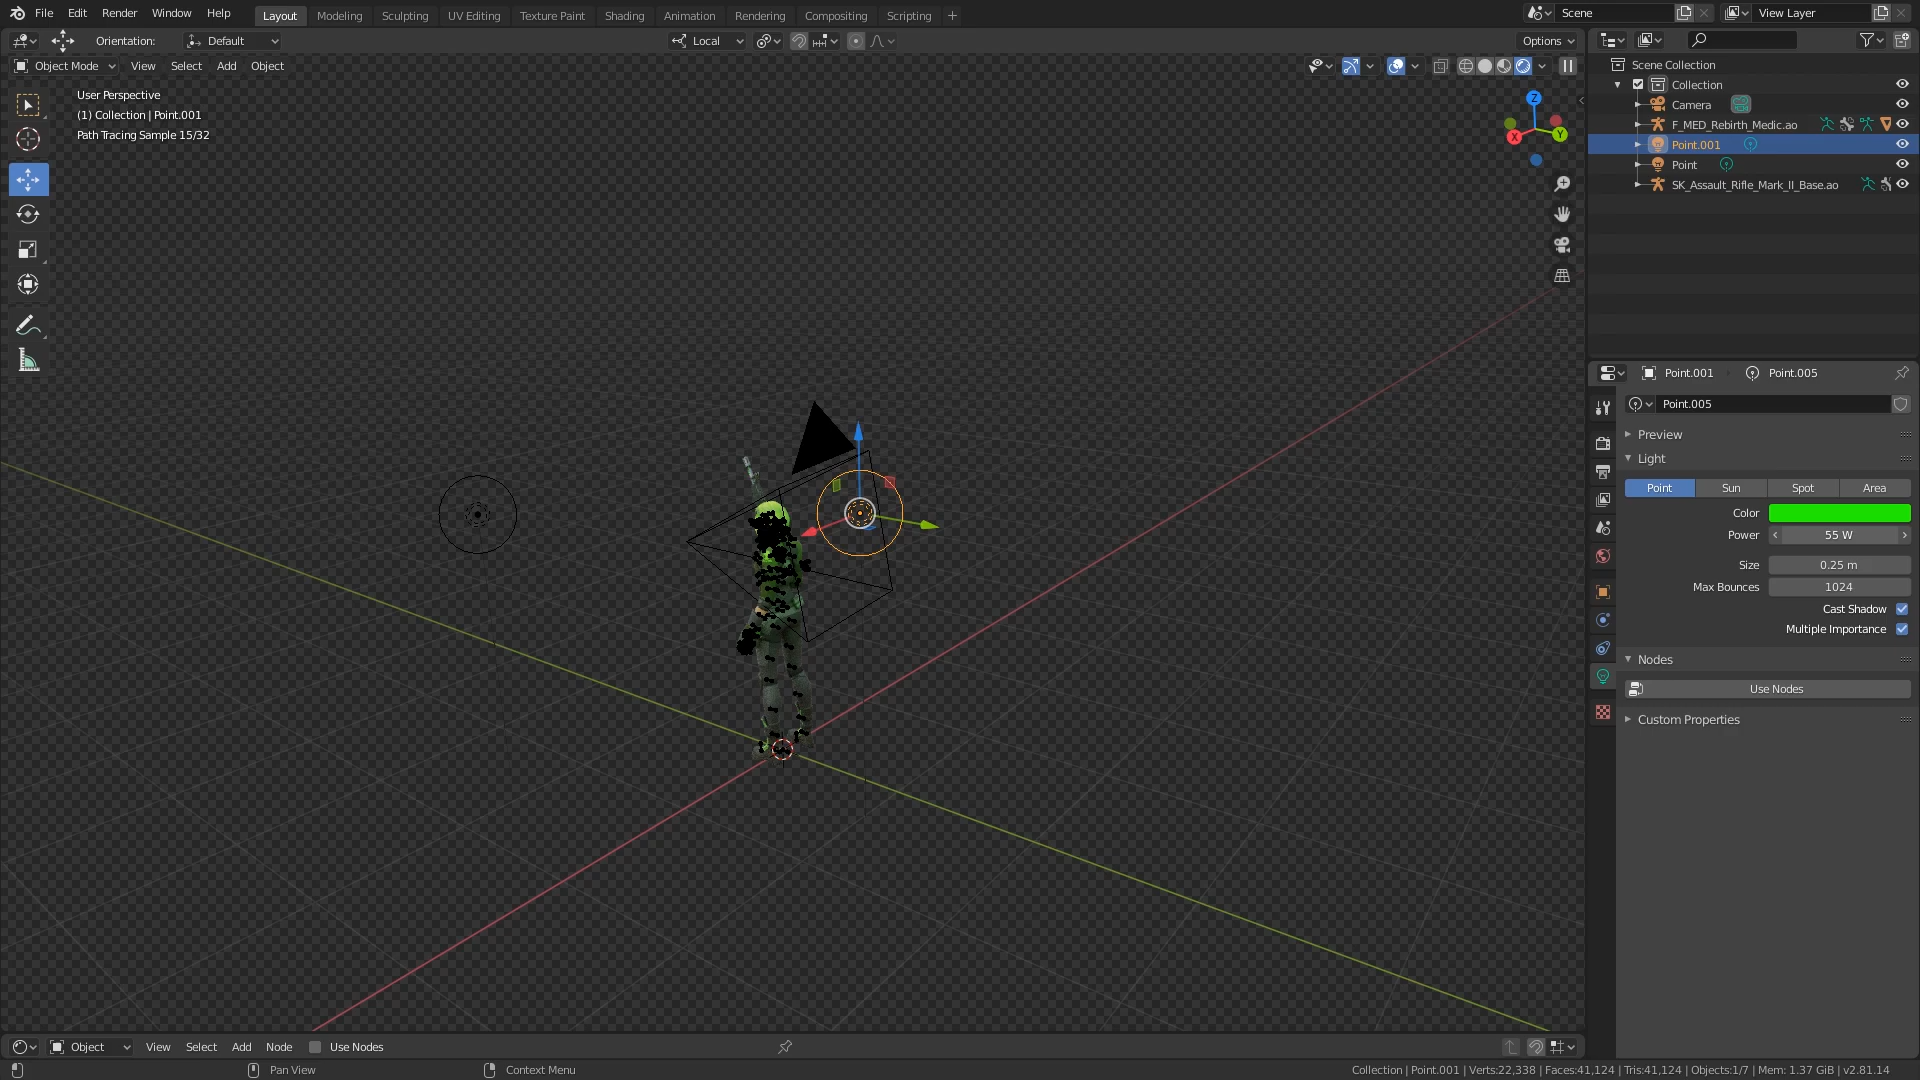 File Edit Render Window Help Layout Modeling Sculpting UV Editing Texture Paint Shading Animation Rendering Compositing Scripting + Scene View Layer
Orientation: Default Local Options
Object Mode View Select Add Object
User Perspective
(1) Collection | Point.001
Path Tracing Sample 15/32
Z
X
Y
Scene Collection
Collection
Camera
F_MED_Rebirth_Medic.ao
Point.001
Point
SK_Assault_Rifle_Mark_II_Base.ao
Point.001 Point.005
Point.005
Preview
Light
Point Sun Spot Area
Color
Power 55 W
Size 0.25 m
Max Bounces 1024
Cast Shadow
Multiple Importance
Nodes
Use Nodes
Custom Properties
Object View Select Add Node Use Nodes
Pan View Context Menu Collection | Point.001 | Verts:22,338 | Faces:41,124 | Tris:41,124 | Objects:1/7 | Mem: 1.37 GiB | v2.81.14